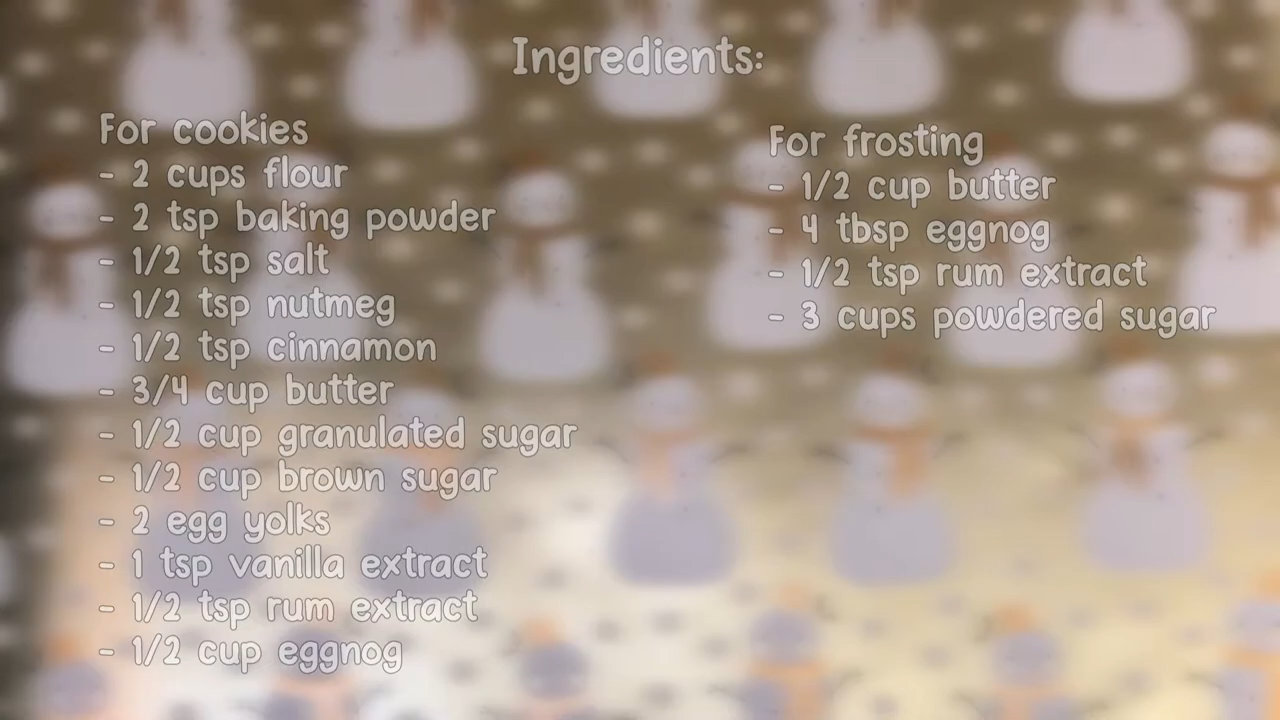 Ingredients:
For cookies
- 2 cups flour
- 2 tsp baking powder
- 1/2 tsp salt
- 1/2 tsp nutmeg
- 1/2 tsp cinnamon
- 3/4 cup butter
- 1/2 cup granulated sugar
- 1/2 cup brown sugar
- 2 egg yolks
- 1 tsp vanilla extract
- 1/2 tsp rum extract
- 1/2 cup eggnog
For frosting
- 1/2 cup butter
- 4 tbsp eggnog
- 1/2 tsp rum extract
- 3 cups powdered sugar